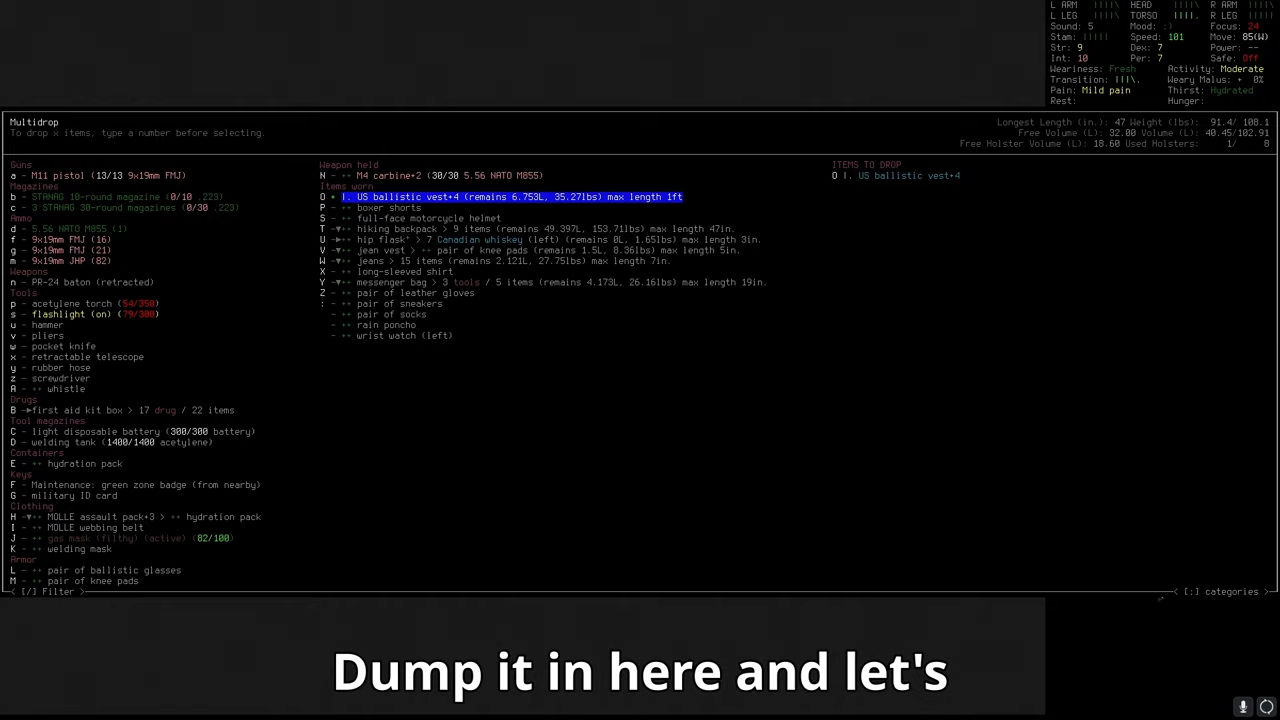 L ARM ||||\ HEAD ||||\ R ARM ||||\
L LEG ||||\ TORSO ||||. R LEG |||||
Sound: 5 Mood: :) Focus: 24
Stam: ||||| Speed: 101 Move: 85(W)
Str: 9 Dex: 7 Power: --
Int: 10 Per: 7 Safe: Off
Weariness: Fresh Activity: Moderate
Transition: |||\. Weary Malus: + 0%
Pain: Mild pain Thirst: Hydrated
Rest: Hunger:
Multidrop
To drop x items, type a number before selecting.
Longest Length (in.): 47 Weight (lbs): 91.4/ 108.1
Free Volume (L): 32.00 Volume (L): 40.45/102.91
Free Holster Volume (L): 18.60 Used Holsters: 1/ 8
Guns
a - M11 pistol (13/13 9x19mm FMJ)
Magazines
b - STANAG 10-round magazine (0/10 .223)
c - 3 STANAG 30-round magazines (0/30 .223)
Ammo
d - 5.56 NATO M855 (1)
f - 9x19mm FMJ (16)
g - 9x19mm FMJ (21)
m - 9x19mm JHP (82)
Weapons
n - PR-24 baton (retracted)
Tools
p - acetylene torch (54/350)
s - flashlight (on) (79/300)
u - hammer
v - pliers
w - pocket knife
x - retractable telescope
y - rubber hose
z - screwdriver
A - ++ whistle
Drugs
B -►first aid kit box > 17 drug / 22 items
Tool magazines
C - light disposable battery (300/300 battery)
D - welding tank (1400/1400 acetylene)
Containers
E - ++ hydration pack
Keys
F - Maintenance: green zone badge (from nearby)
G - military ID card
Clothing
H -▼++ MOLLE assault pack+3 > ++ hydration pack
I - ++ MOLLE webbing belt
J - ++ gas mask (filthy) (active) (82/100)
K - ++ welding mask
Armor
L - ++ pair of ballistic glasses
M - ++ pair of knee pads
Weapon held
N - ++ M4 carbine+2 (30/30 5.56 NATO M855)
Items worn
O + |. US ballistic vest+4 (remains 6.753L, 35.27lbs) max length 1ft
P - ++ boxer shorts
S - ++ full-face motorcycle helmet
T -▼++ hiking backpack > 9 items (remains 49.397L, 153.71lbs) max length 47in.
U -►++ hip flask⁺ > 7 Canadian whiskey (left) (remains 0L, 1.65lbs) max length 3in.
V -▼++ jean vest > ++ pair of knee pads (remains 1.5L, 8.36lbs) max length 5in.
W -▼++ jeans > 15 items (remains 2.121L, 27.75lbs) max length 7in.
X - ++ long-sleeved shirt
Y -▼++ messenger bag > 3 tools / 5 items (remains 4.173L, 26.16lbs) max length 19in.
Z - ++ pair of leather gloves
: - ++ pair of sneakers
- ++ pair of socks
- ++ rain poncho
- ++ wrist watch (left)
ITEMS TO DROP
O |. US ballistic vest+4
< [/] Filter >
< [;] categories >
Dump it in here and let's